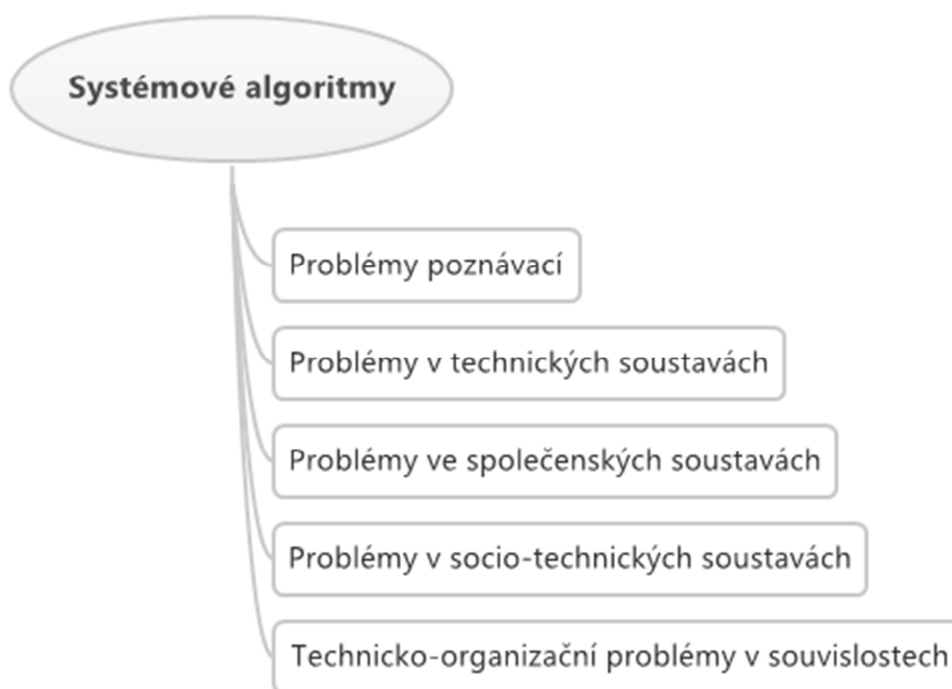 Systémové algoritmy
Problémy poznávací
Problémy v technických soustavách
Problémy ve společenských soustavách
Problémy v socio-technických soustavách
Technicko-organizační problémy v souvislostech